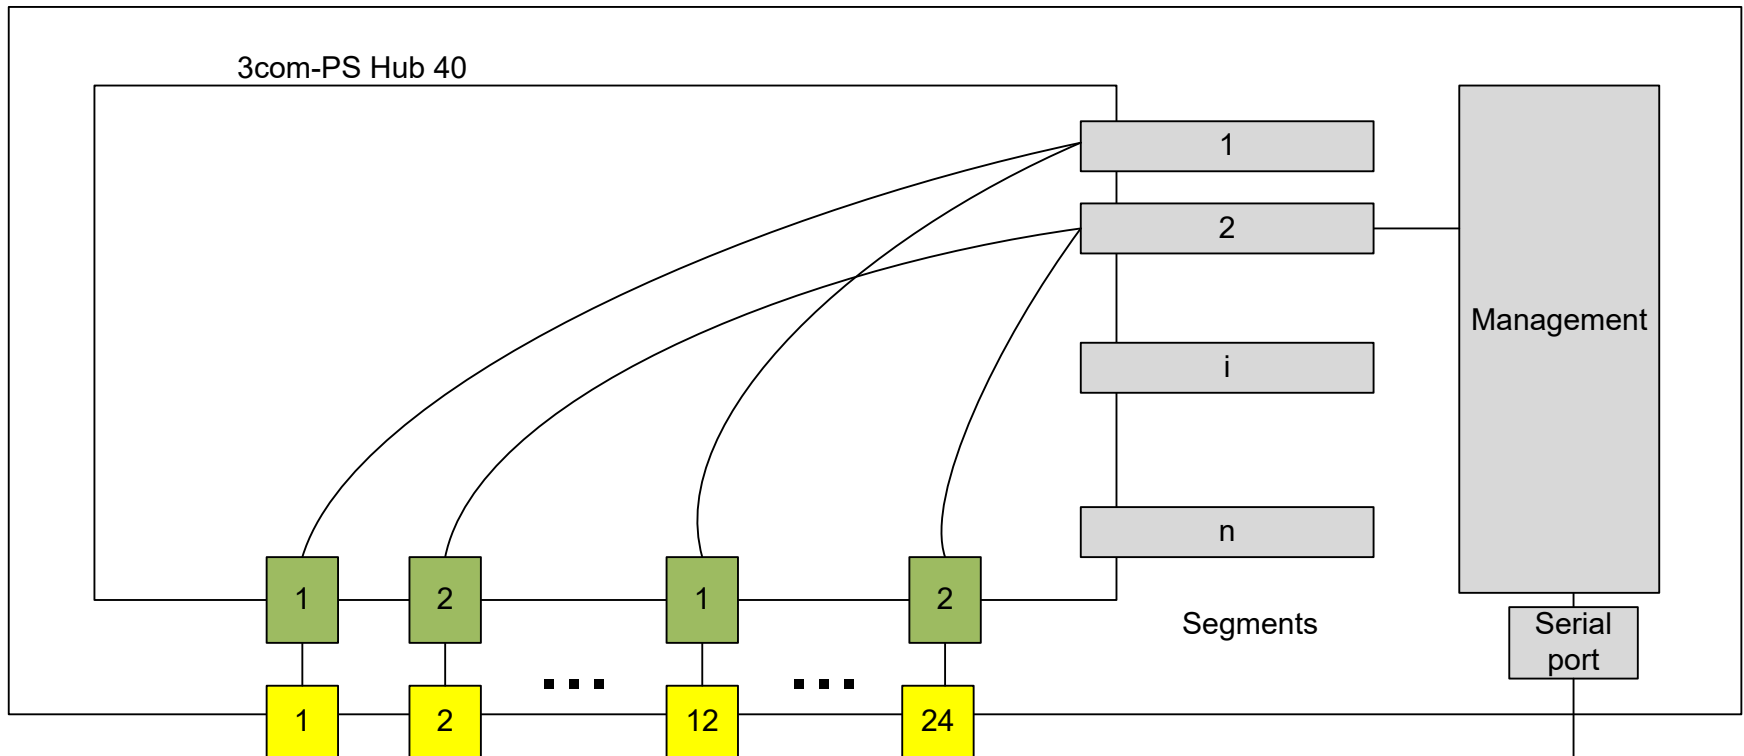 3com-PS Hub 40
1
2
Management
i
n
1 2 1 2
Segments
Serial
port
1 2 12 24